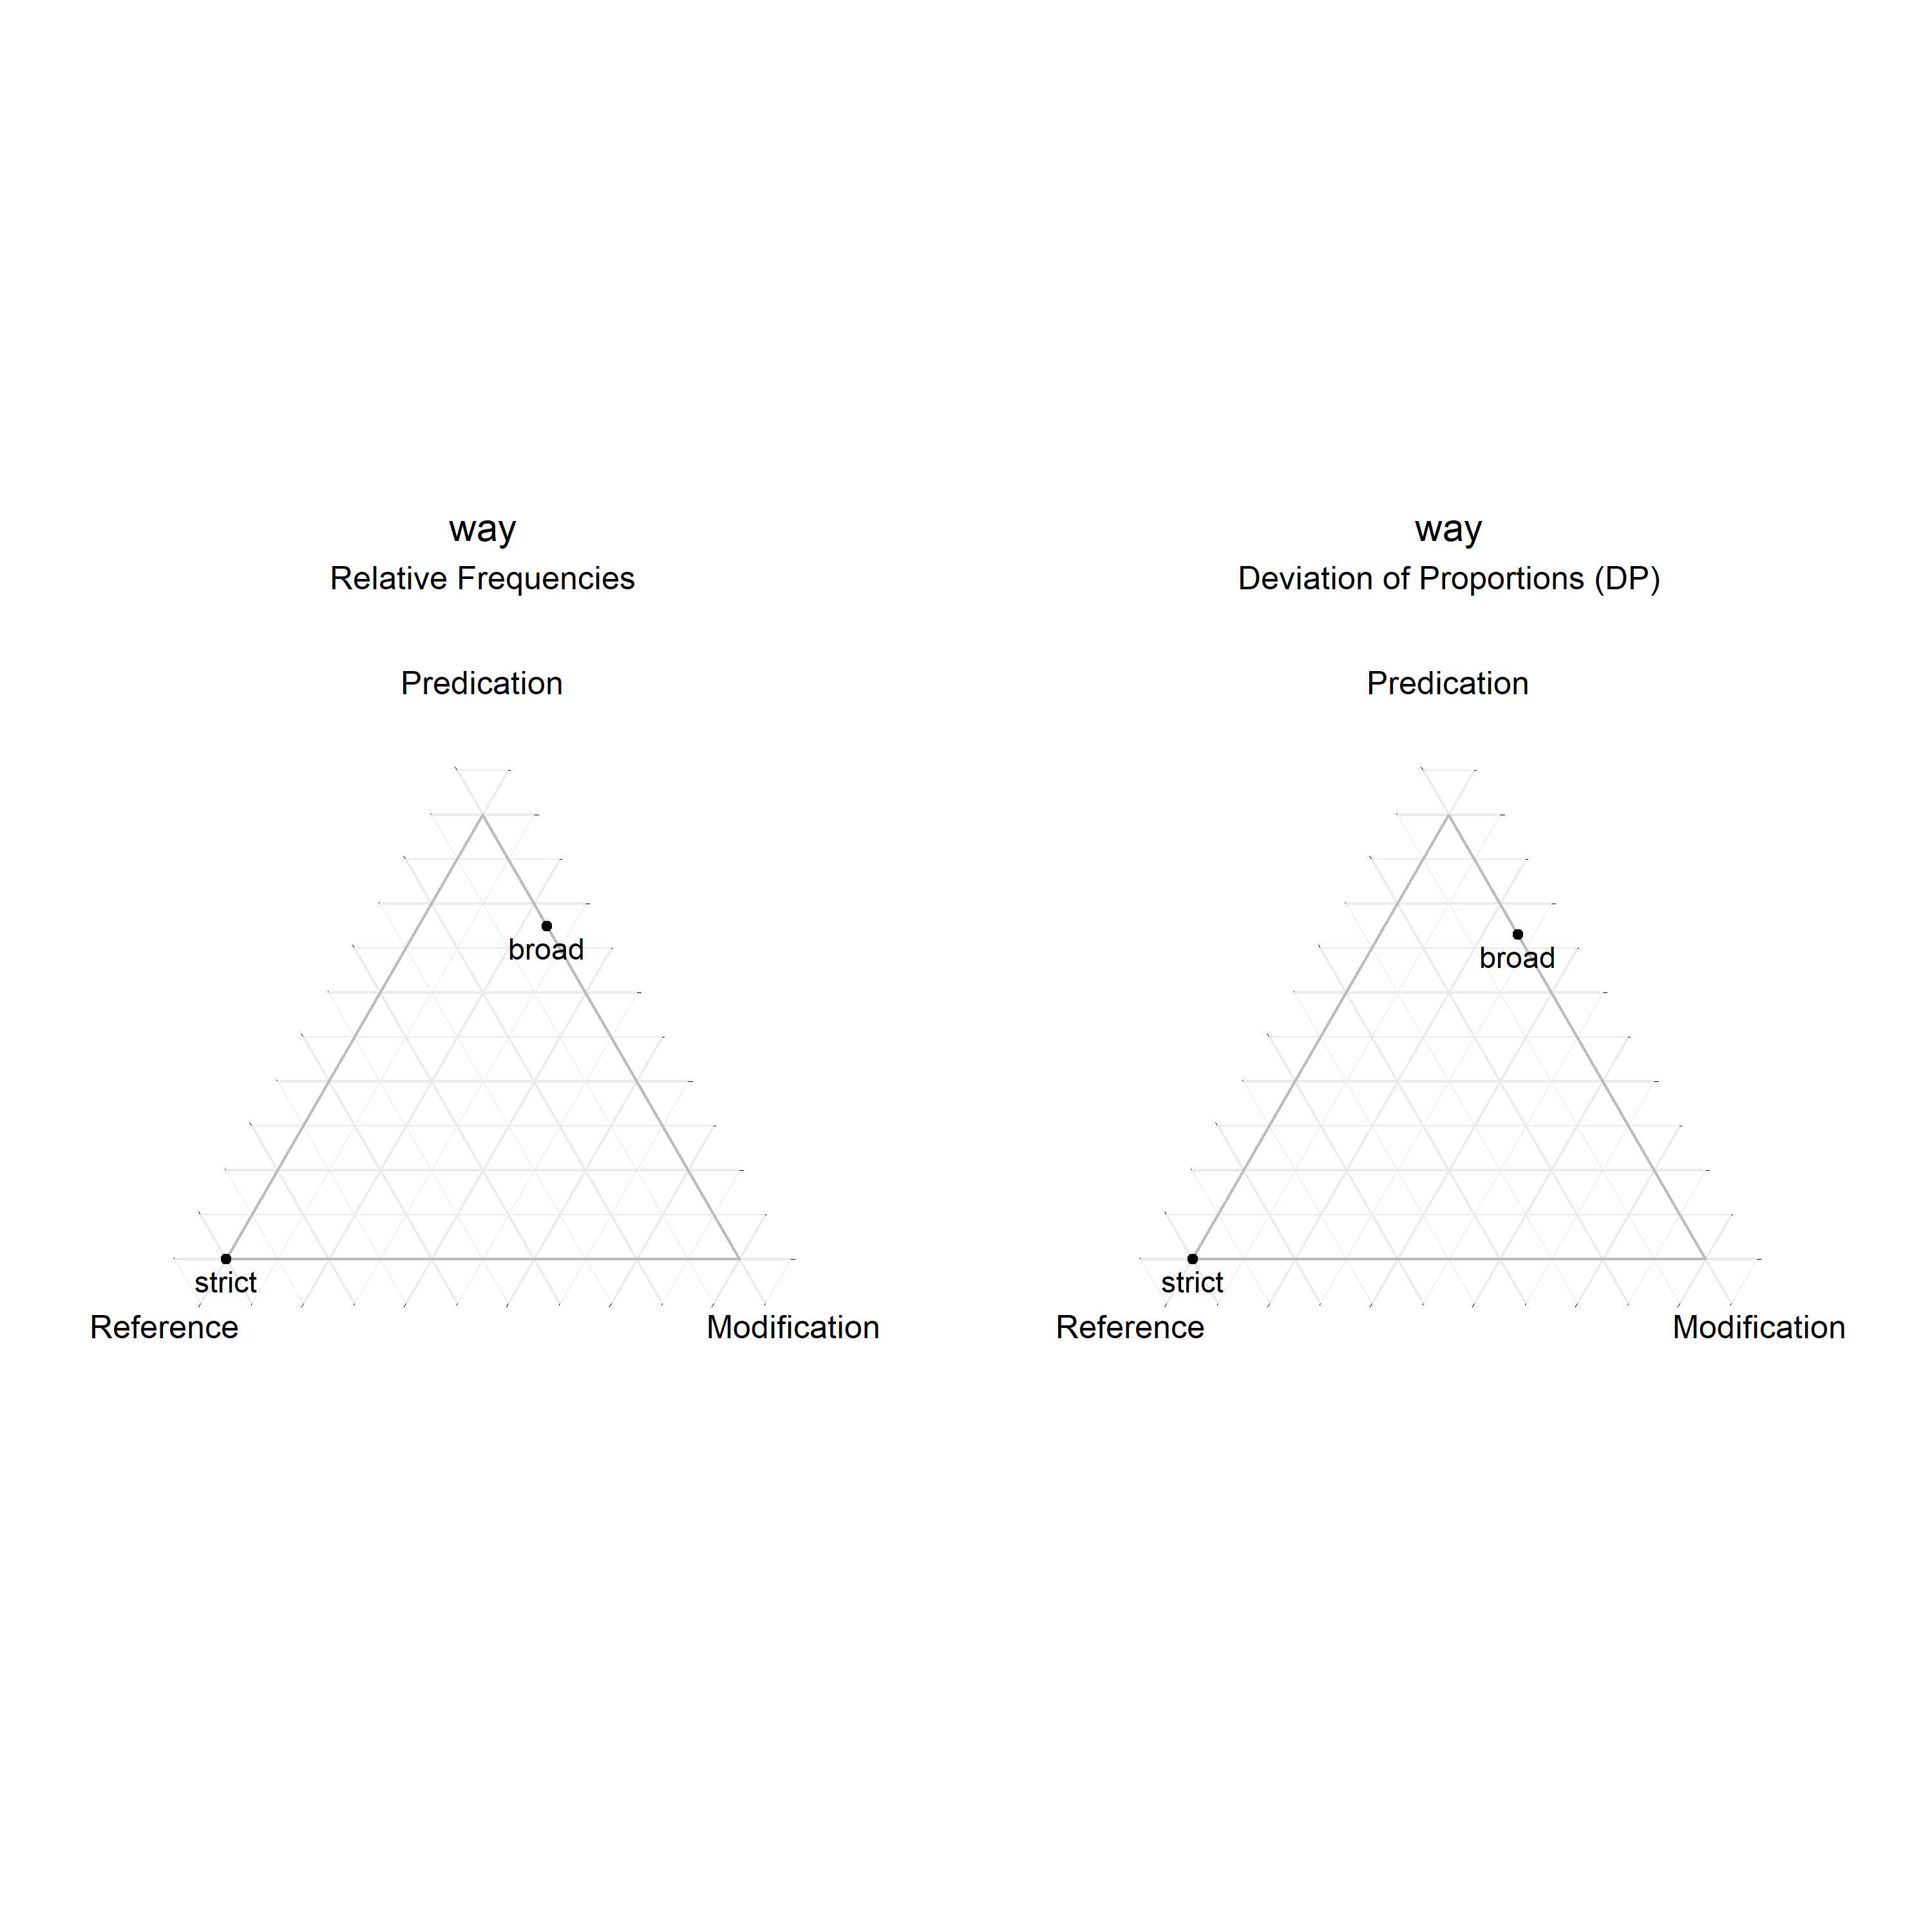 way
Relative Frequencies
Predication
broad
strict
Reference
Modification
way
Deviation of Proportions (DP)
Predication
broad
strict
Reference
Modification